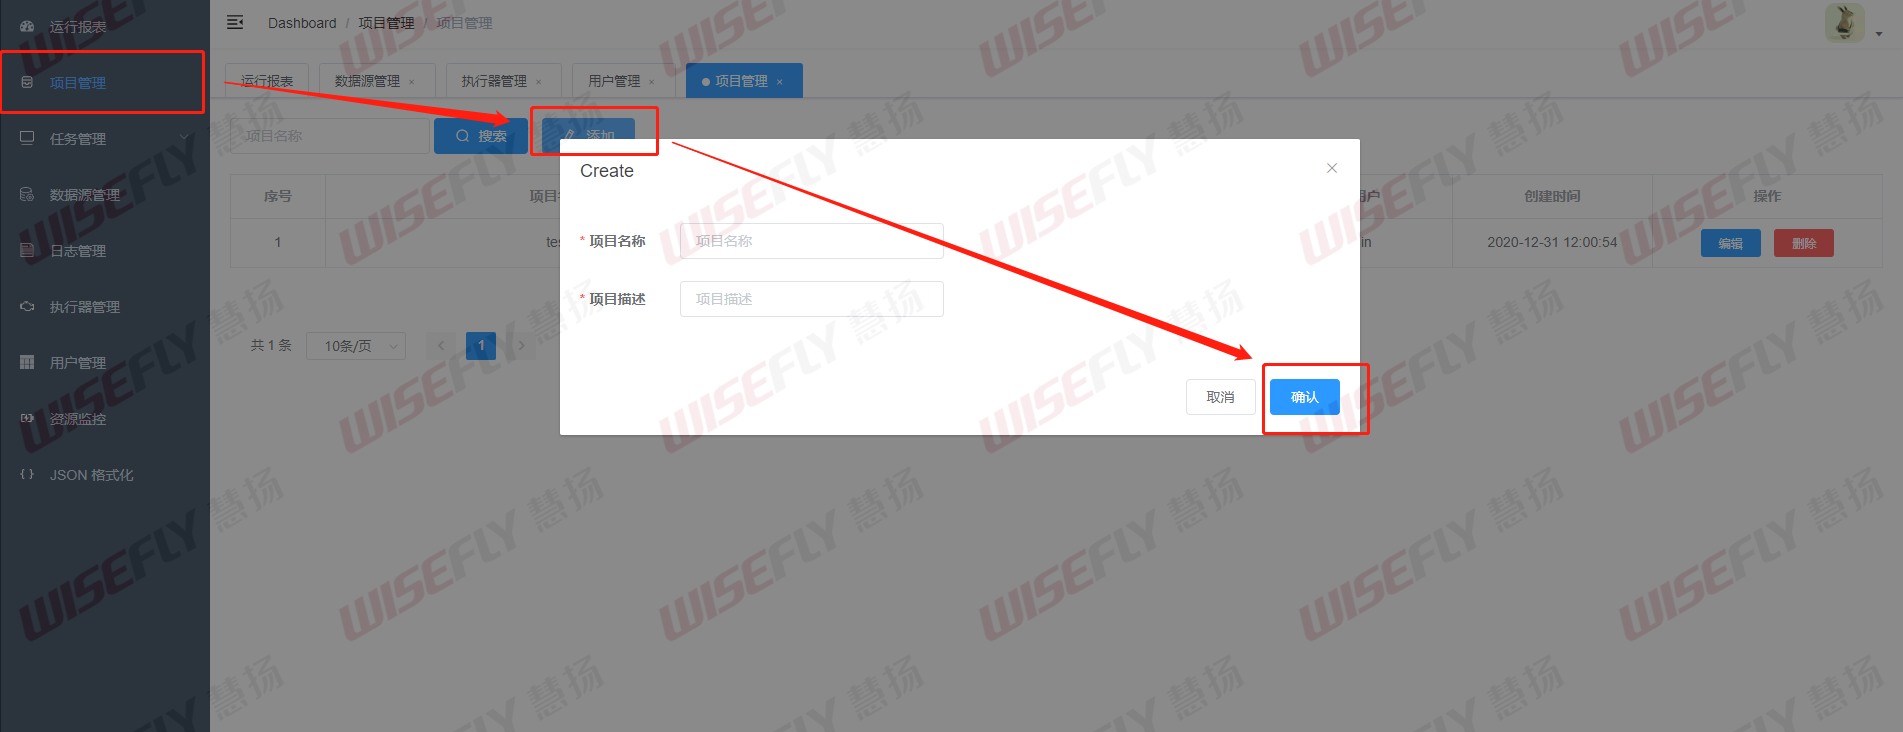 运行报表
项目管理
任务管理
数据源管理
日志管理
执行器管理
用户管理
资源监控
JSON 格式化
Dashboard / 项目管理 / 项目管理
运行报表 数据源管理 × 执行器管理 × 用户管理 × 项目管理 ×
项目名称 搜索 添加
序号 项目 用户 创建时间 操作
1 tes in 2020-12-31 12:00:54 编辑 删除
共 1 条 10条/页 < 1 >
Create ×
* 项目名称 项目名称
* 项目描述 项目描述
取消 确认
WISEFLY 慧扬